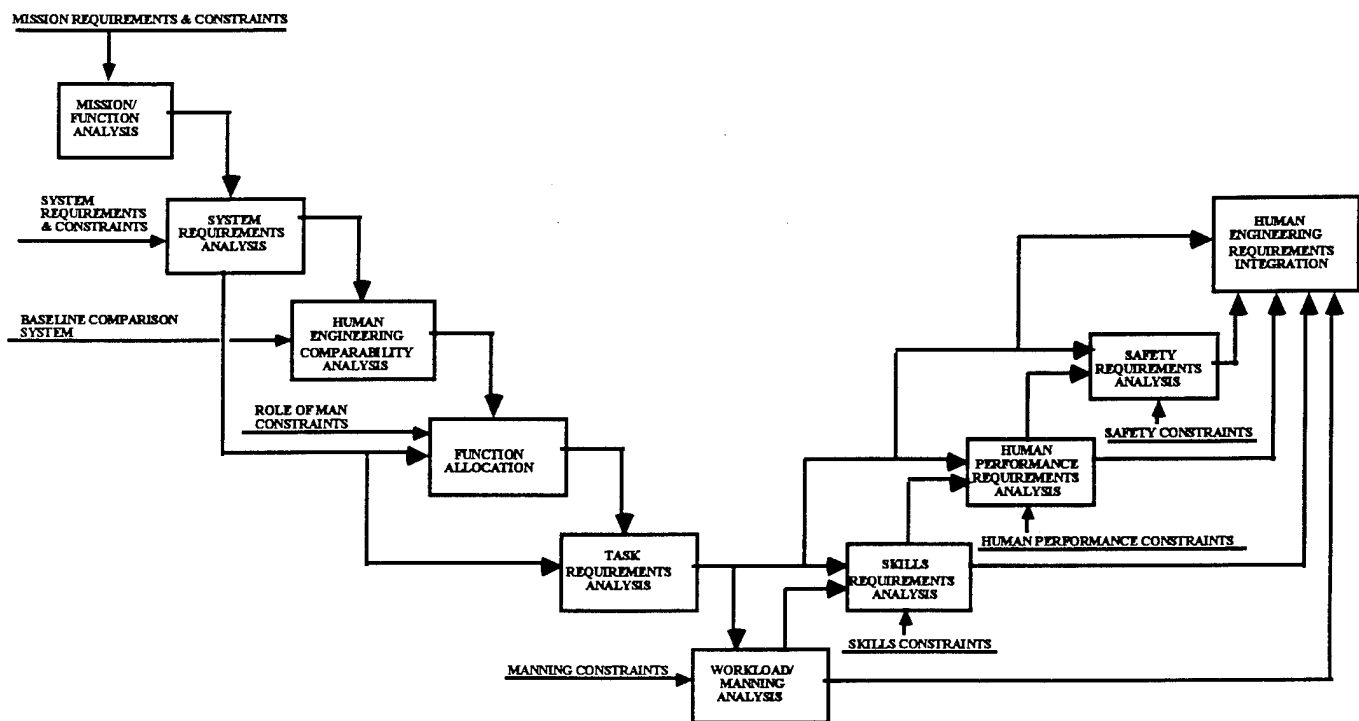 MISSION REQUIREMENTS & CONSTRAINTS
MISSION/
FUNCTION
ANALYSIS
SYSTEM
REQUIREMENTS
& CONSTRAINTS
SYSTEM
REQUIREMENTS
ANALYSIS
HUMAN
ENGINEERING
REQUIREMENTS
INTEGRATION
BASELINE COMPARISON
SYSTEM
HUMAN
ENGINEERING
COMPARABILITY
ANALYSIS
SAFETY
REQUIREMENTS
ANALYSIS
ROLE OF MAN
CONSTRAINTS
SAFETY CONSTRAINTS
FUNCTION
ALLOCATION
HUMAN
PERFORMANCE
REQUIREMENTS
ANALYSIS
HUMAN PERFORMANCE CONSTRAINTS
TASK
REQUIREMENTS
ANALYSIS
SKILLS
REQUIREMENTS
ANALYSIS
SKILLS CONSTRAINTS
MANNING CONSTRAINTS
WORKLOAD/
MANNING
ANALYSIS